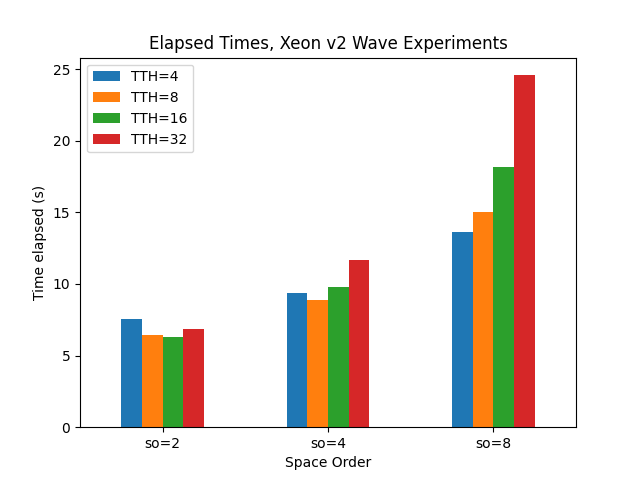 Elapsed Times, Xeon v2 Wave Experiments
TTH=4
TTH=8
TTH=16
TTH=32
Time elapsed (s)
25
20
15
10
5
0
so=2
so=4
so=8
Space Order